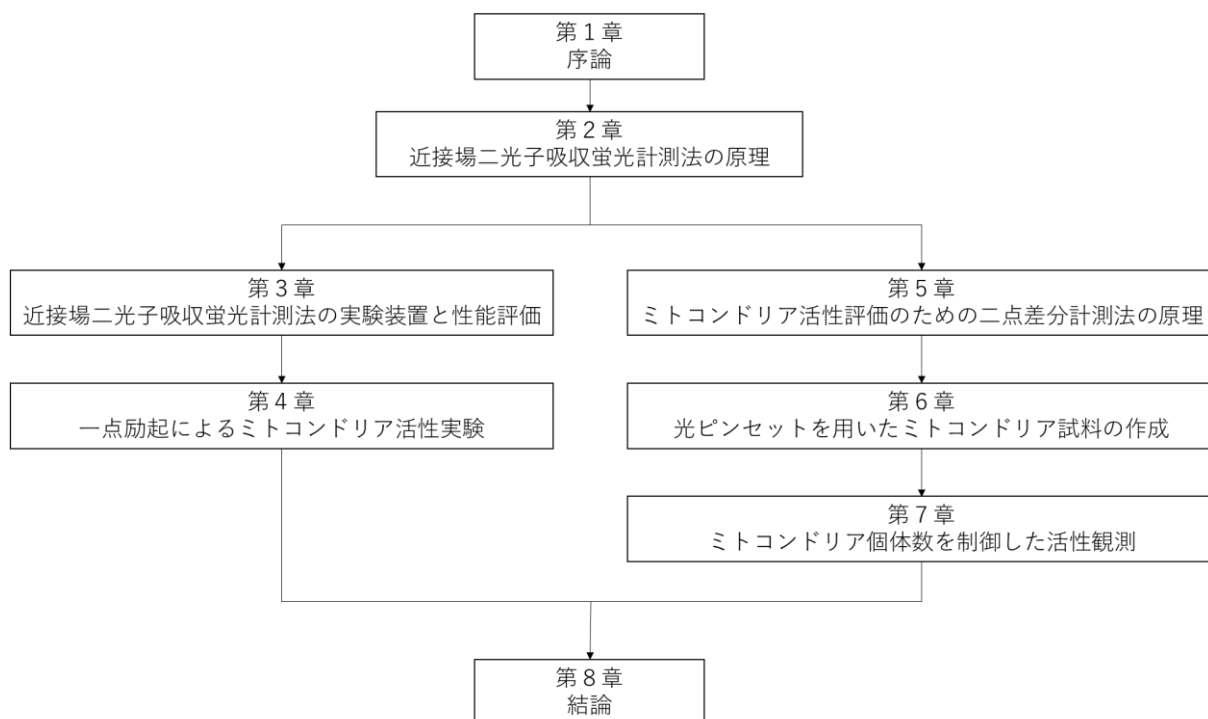 第１章
序論
第２章
近接場二光子吸収蛍光計測法の原理
第３章
近接場二光子吸収蛍光計測法の実験装置と性能評価
第４章
一点励起によるミトコンドリア活性実験
第５章
ミトコンドリア活性評価のための二点差分計測法の原理
第６章
光ピンセットを用いたミトコンドリア試料の作成
第７章
ミトコンドリア個体数を制御した活性観測
第８章
結論